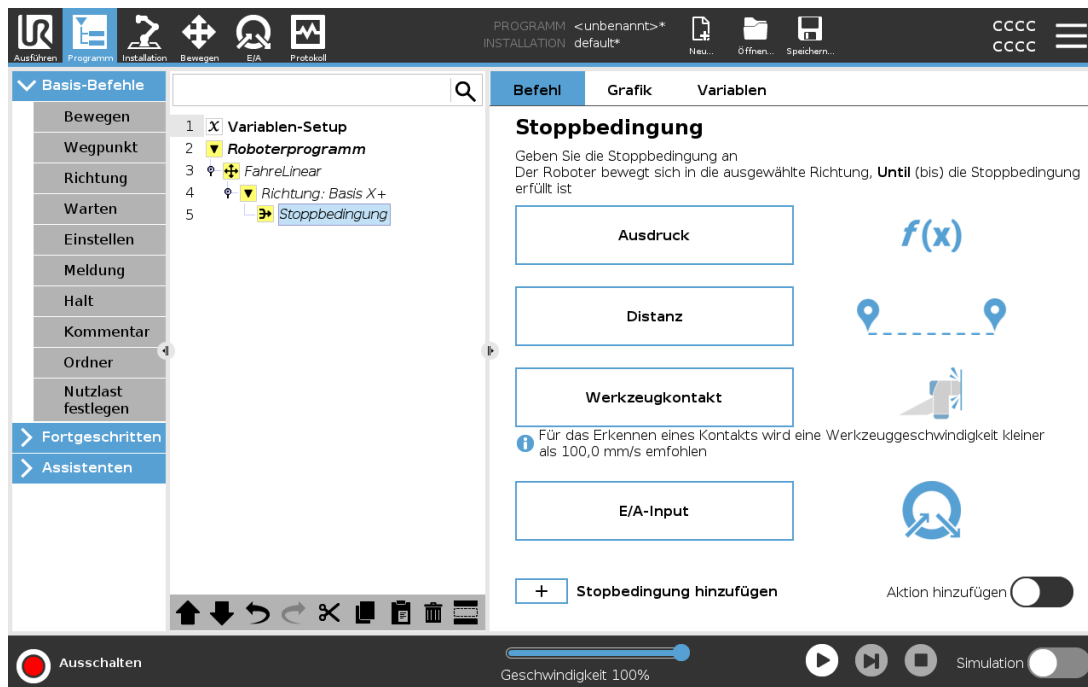 PROGRAMM <unbenannt>*
INSTALLATION default*
Ausführen
Programm
Installation
Bewegen
E/A
Protokoll
Neu...
Öffnen...
Speichern...
CCCC
CCCC
Basis-Befehle
Bewegen
Wegpunkt
Richtung
Warten
Einstellen
Meldung
Halt
Kommentar
Ordner
Nutzlast
festlegen
Fortgeschritten
Assistenten
1 X Variablen-Setup
2 Roboterprogramm
3 FahreLinear
4 Richtung: Basis X+
5 Stoppbedingung
Befehl Grafik Variablen
Stoppbedingung
Geben Sie die Stoppbedingung an
Der Roboter bewegt sich in die ausgewählte Richtung, Until (bis) die Stoppbedingung
erfüllt ist
Ausdruck
f(x)
Distanz
Werkzeugkontakt
Für das Erkennen eines Kontakts wird eine Werkzeuggeschwindigkeit kleiner
als 100,0 mm/s emfohlen
E/A-Input
+ Stopbedingung hinzufügen
Aktion hinzufügen
Ausschalten
Geschwindigkeit 100%
Simulation